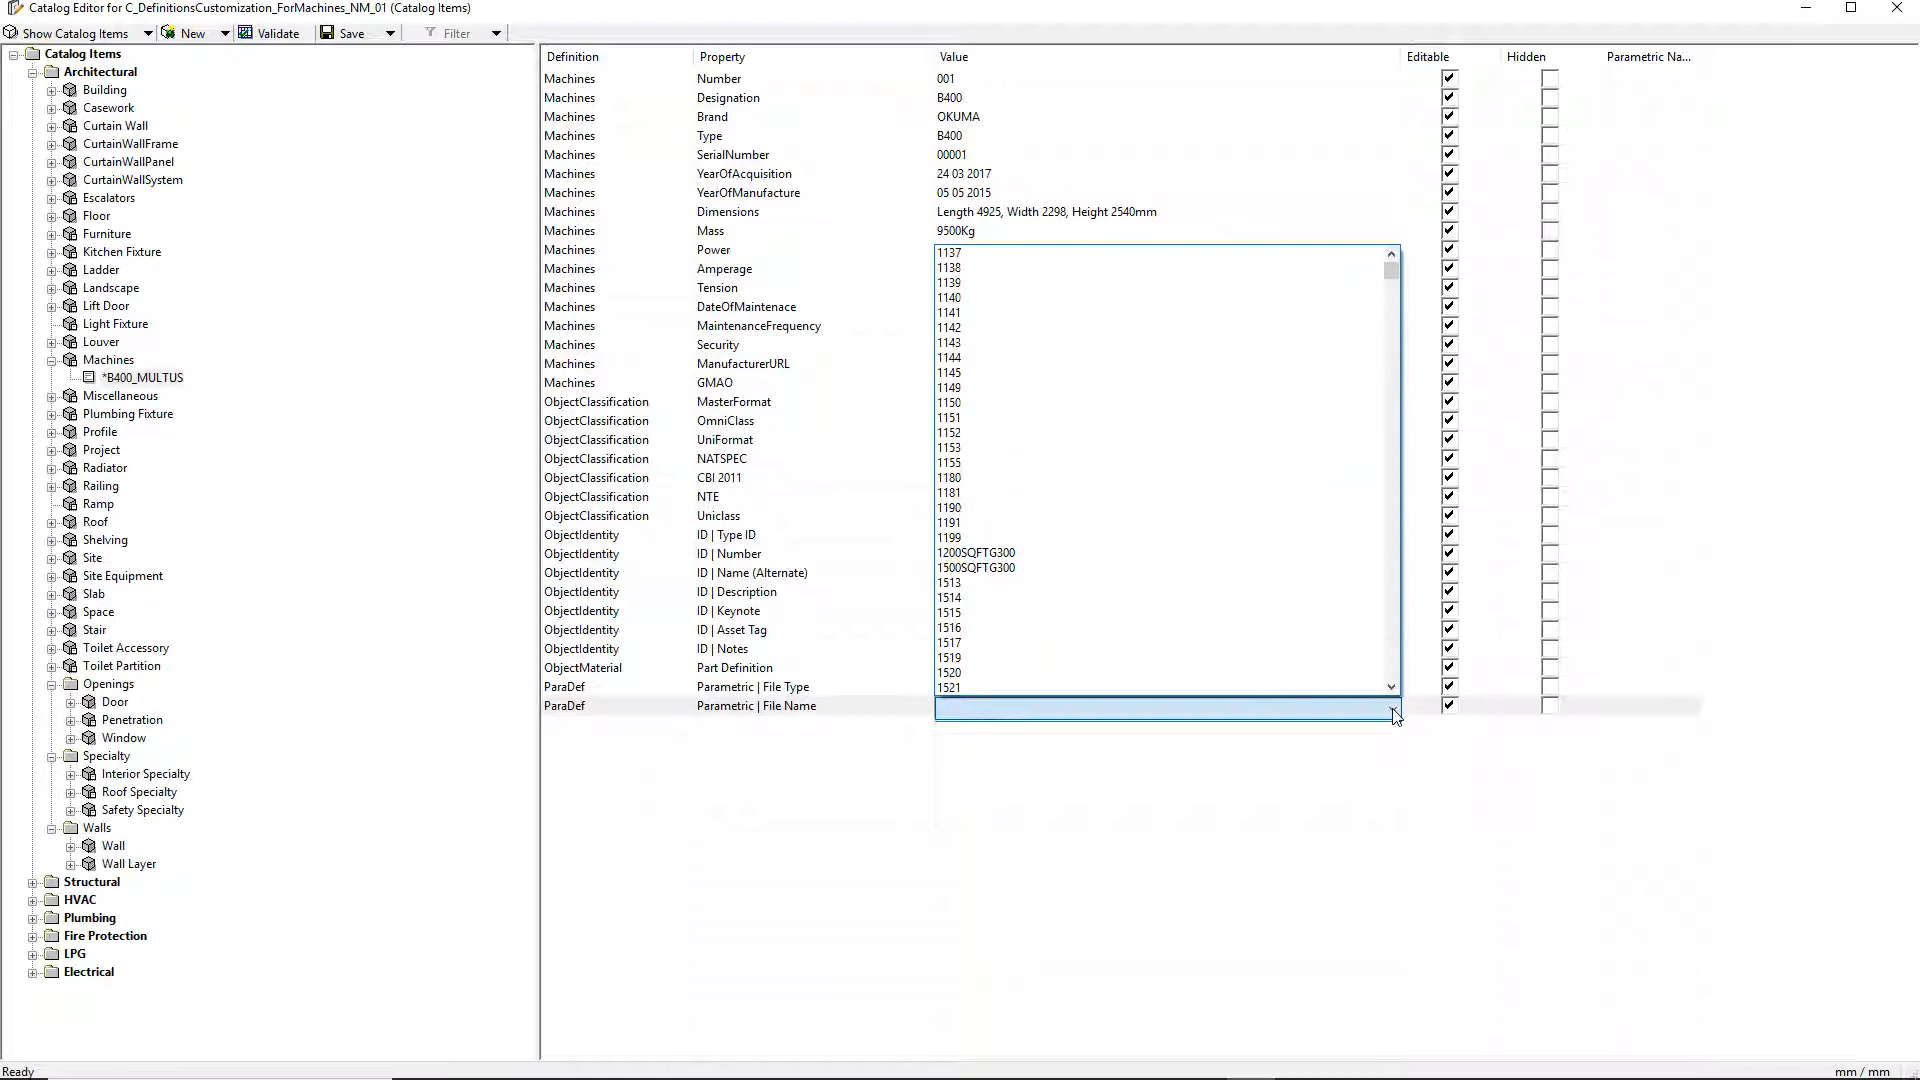 Catalog Editor for C_DefinitionsCustomization_ForMachines_NM_01 (Catalog Items)
Show Catalog Items New Validate Save Filter
Catalog Items
Architectural
Building
Casework
Curtain Wall
CurtainWallFrame
CurtainWallPanel
CurtainWallSystem
Escalators
Floor
Furniture
Kitchen Fixture
Ladder
Landscape
Lift Door
Light Fixture
Louver
Machines
*B400_MULTUS
Miscellaneous
Plumbing Fixture
Profile
Project
Radiator
Railing
Ramp
Roof
Shelving
Site
Site Equipment
Slab
Space
Stair
Toilet Accessory
Toilet Partition
Openings
Door
Penetration
Window
Specialty
Interior Specialty
Roof Specialty
Safety Specialty
Walls
Wall
Wall Layer
Structural
HVAC
Plumbing
Fire Protection
LPG
Electrical
Definition Property Value Editable Hidden Parametric Na...
Machines Number 001
Machines Designation B400
Machines Brand OKUMA
Machines Type B400
Machines SerialNumber 00001
Machines YearOfAcquisition 24 03 2017
Machines YearOfManufacture 05 05 2015
Machines Dimensions Length 4925, Width 2298, Height 2540mm
Machines Mass 9500Kg
Machines Power
Machines Amperage
Machines Tension
Machines DateOfMaintenace
Machines MaintenanceFrequency
Machines Security
Machines ManufacturerURL
Machines GMAO
ObjectClassification MasterFormat
ObjectClassification OmniClass
ObjectClassification UniFormat
ObjectClassification NATSPEC
ObjectClassification CBI 2011
ObjectClassification NTE
ObjectClassification Uniclass
ObjectIdentity ID | Type ID
ObjectIdentity ID | Number
ObjectIdentity ID | Name (Alternate)
ObjectIdentity ID | Description
ObjectIdentity ID | Keynote
ObjectIdentity ID | Asset Tag
ObjectIdentity ID | Notes
ObjectMaterial Part Definition
ParaDef Parametric | File Type
ParaDef Parametric | File Name
1137
1138
1139
1140
1141
1142
1143
1144
1145
1149
1150
1151
1152
1153
1155
1180
1181
1190
1191
1199
1200SQFTG300
1500SQFTG300
1513
1514
1515
1516
1517
1519
1520
1521
Ready mm / mm